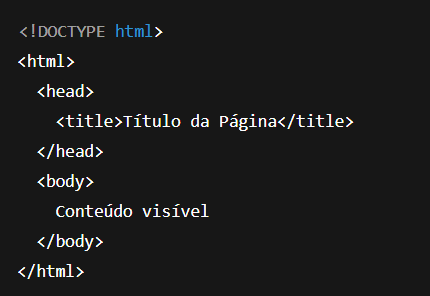 <!DOCTYPE html>
<html>
<head>
<title>Título da Página</title>
</head>
<body>
Conteúdo visível
</body>
</html>